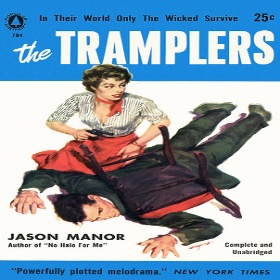 In Their World Only The Wicked Survive
784
25¢
the TRAMPLERS
JASON MANOR
Author of "No Halo For Me"
Complete and
Unabridged
"Powerfully plotted melodrama." NEW YORK TIMES